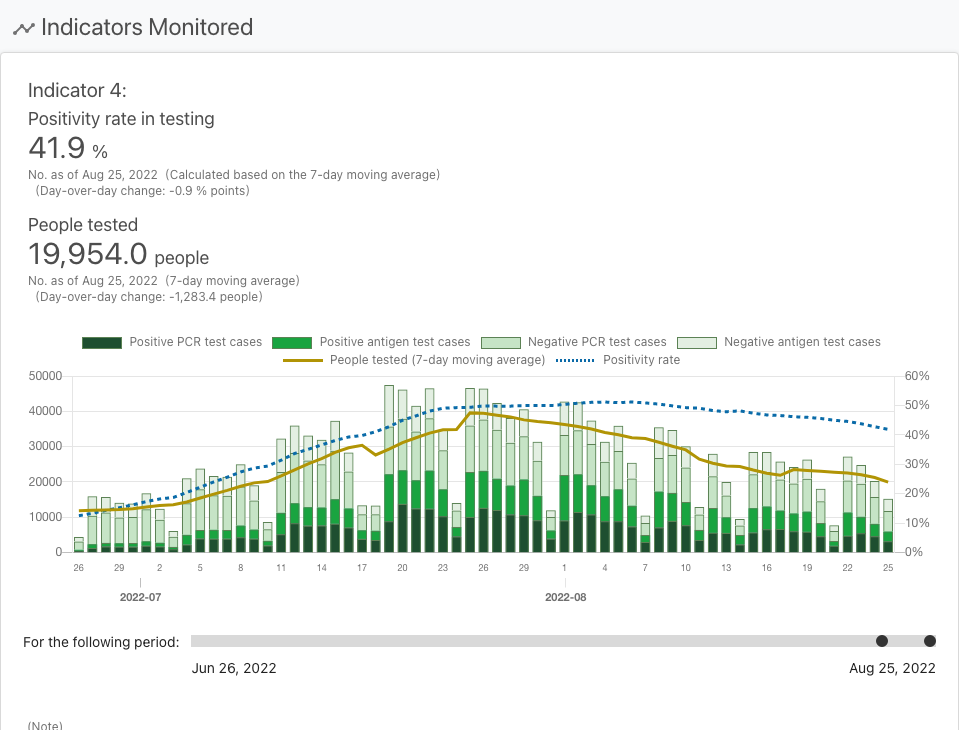 Indicators Monitored
Indicator 4:
Positivity rate in testing
41.9 %
No. as of Aug 25, 2022 (Calculated based on the 7-day moving average)
(Day-over-day change: -0.9 % points)
People tested
19,954.0 people
No. as of Aug 25, 2022 (7-day moving average)
(Day-over-day change: -1,283.4 people)
Positive PCR test cases Positive antigen test cases Negative PCR test cases Negative antigen test cases
People tested (7-day moving average) Positivity rate
50000 60%
40000 50%
40%
30000
30%
20000
20%
10000 10%
0 0%
26 29 2 5 8 11 14 17 20 23 26 29 1 4 7 10 13 16 19 22 25
2022-07 2022-08
For the following period:
Jun 26, 2022 Aug 25, 2022
(Note)